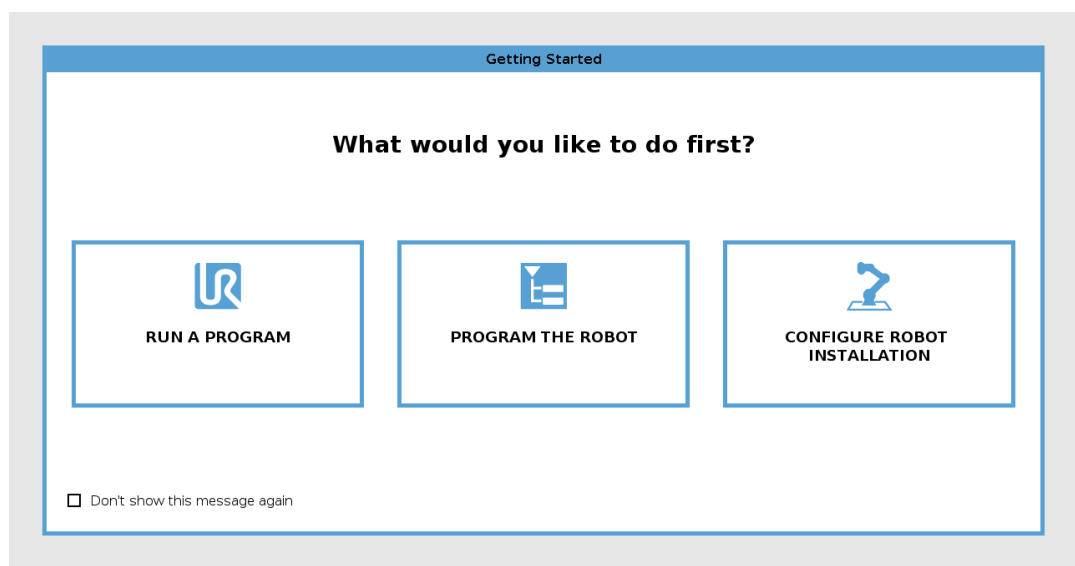 Getting Started
What would you like to do first?
RUN A PROGRAM
PROGRAM THE ROBOT
CONFIGURE ROBOT
INSTALLATION
Don't show this message again